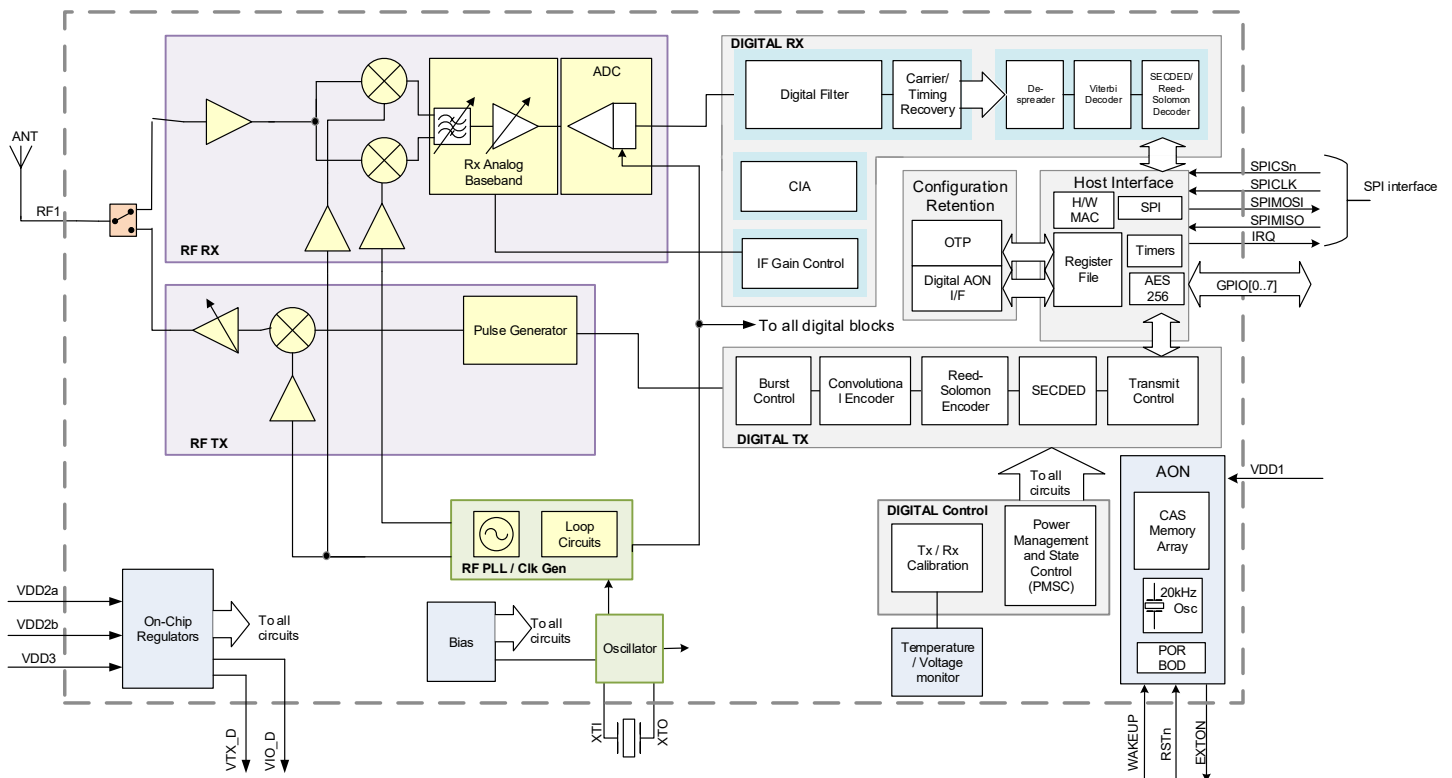 DIGITAL RX
ADC
Digital Filter
Carrier/
Timing
Recovery
De-
spreader
Viterbi
Decoder
SECDED/
Reed-
Solomon
Decoder
ANT
Rx Analog
Baseband
CIA
Configuration
Retention
Host Interface
H/W
MAC
SPI
SPICSn
SPICLK
SPIMOSI
SPIMISO
IRQ
SPI interface
RF1
RF RX
IF Gain Control
OTP
Digital AON
I/F
Register
File
Timers
AES
256
GPIO[0..7]
Pulse Generator
To all digital blocks
Burst
Control
Convolutiona
l Encoder
Reed-
Solomon
Encoder
SECDED
Transmit
Control
RF TX
DIGITAL TX
To all
circuits
AON
VDD1
DIGITAL Control
CAS
Memory
Array
Loop
Circuits
RF PLL / Clk Gen
Tx / Rx
Calibration
Power
Management
and State
Control
(PMSC)
VDD2a
VDD2b
VDD3
On-Chip
Regulators
To all
circuits
Bias
To all
circuits
Oscillator
Temperature
/ Voltage
monitor
20kHz
Osc
POR
BOD
VTX_D
VIO_D
XTI
XTO
WAKEUP
RSTn
EXTON